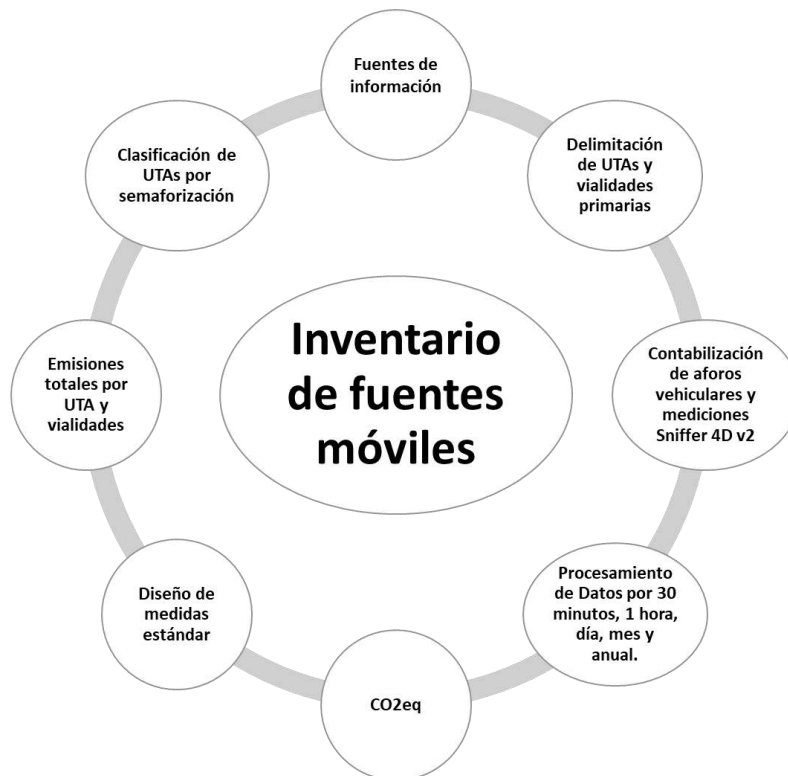 Fuentes de
información
Delimitación
de UTAs y
vialidades
primarias
Contabilización
de aforos
vehiculares y
mediciones
Sniffer 4D v2
Procesamiento
de Datos por 30
minutos, 1 hora,
día, mes y
anual.
CO2eq
Diseño de
medidas
estándar
Emisiones
totales por
UTA y
vialidades
Clasificación de
UTAs por
semaforización
Inventario
de fuentes
móviles